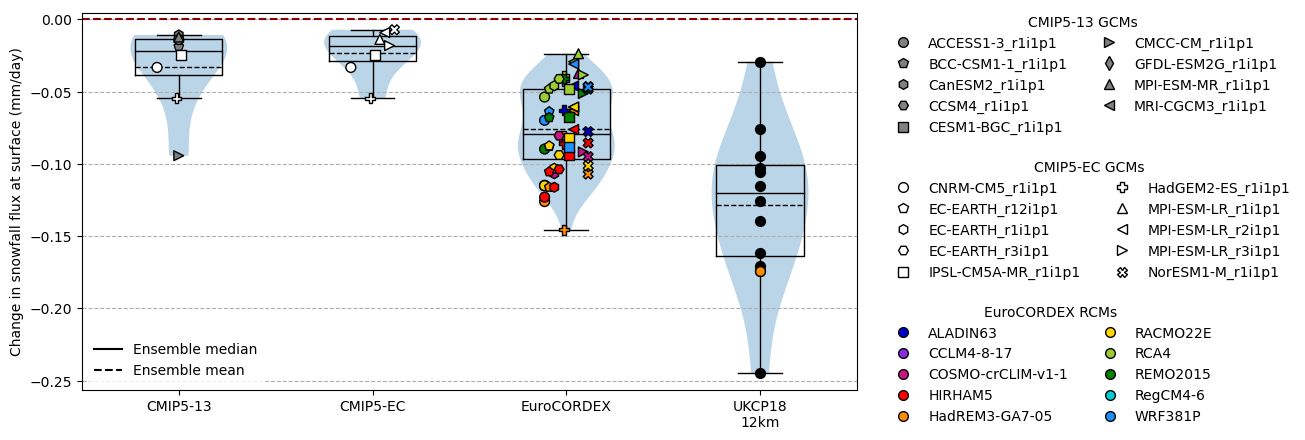 Change in snowfall flux at surface (mm/day)
0.00
−0.05
−0.10
−0.15
−0.20
−0.25
Ensemble median
Ensemble mean
CMIP5-13
CMIP5-EC
EuroCORDEX
UKCP18
12km
CMIP5-13 GCMs
ACCESS1-3_r1i1p1
BCC-CSM1-1_r1i1p1
CanESM2_r1i1p1
CCSM4_r1i1p1
CESM1-BGC_r1i1p1
CMCC-CM_r1i1p1
GFDL-ESM2G_r1i1p1
MPI-ESM-MR_r1i1p1
MRI-CGCM3_r1i1p1
CMIP5-EC GCMs
CNRM-CM5_r1i1p1
EC-EARTH_r12i1p1
EC-EARTH_r1i1p1
EC-EARTH_r3i1p1
IPSL-CM5A-MR_r1i1p1
HadGEM2-ES_r1i1p1
MPI-ESM-LR_r1i1p1
MPI-ESM-LR_r2i1p1
MPI-ESM-LR_r3i1p1
NorESM1-M_r1i1p1
EuroCORDEX RCMs
ALADIN63
CCLM4-8-17
COSMO-crCLIM-v1-1
HIRHAM5
HadREM3-GA7-05
RACMO22E
RCA4
REMO2015
RegCM4-6
WRF381P